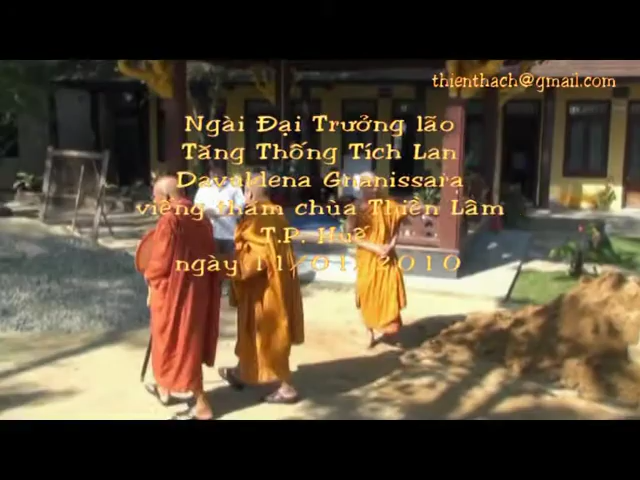 thienthach@gmail.com
Ngài Đại Trưởng lão
Tăng Thống Tích Lan
Davuldena Gnanissara
viếng thăm chùa Thiền Lâm
T.P. Huế
ngày 11/01/2010